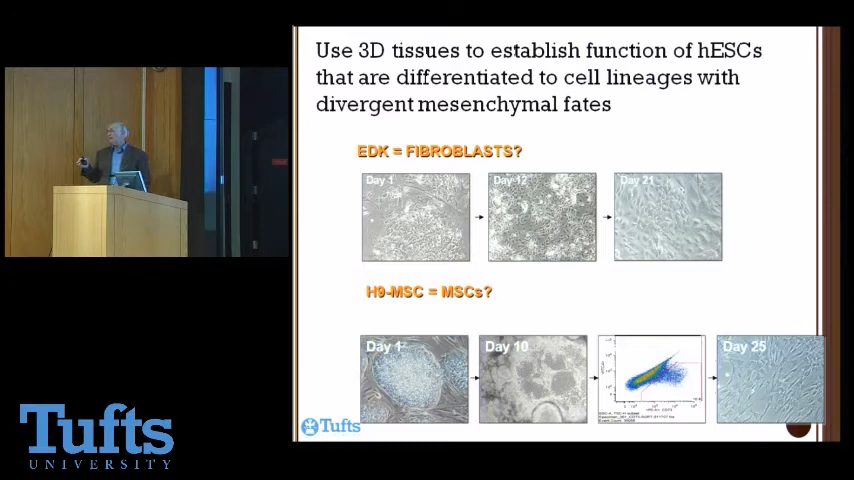 Use 3D tissues to establish function of hESCs
that are differentiated to cell lineages with
divergent mesenchymal fates
EDK = FIBROBLASTS?
Day 1
Day 12
Day 21
H9-MSC = MSCs?
Day 1
Day 10
Day 25
Tufts
Tufts
UNIVERSITY